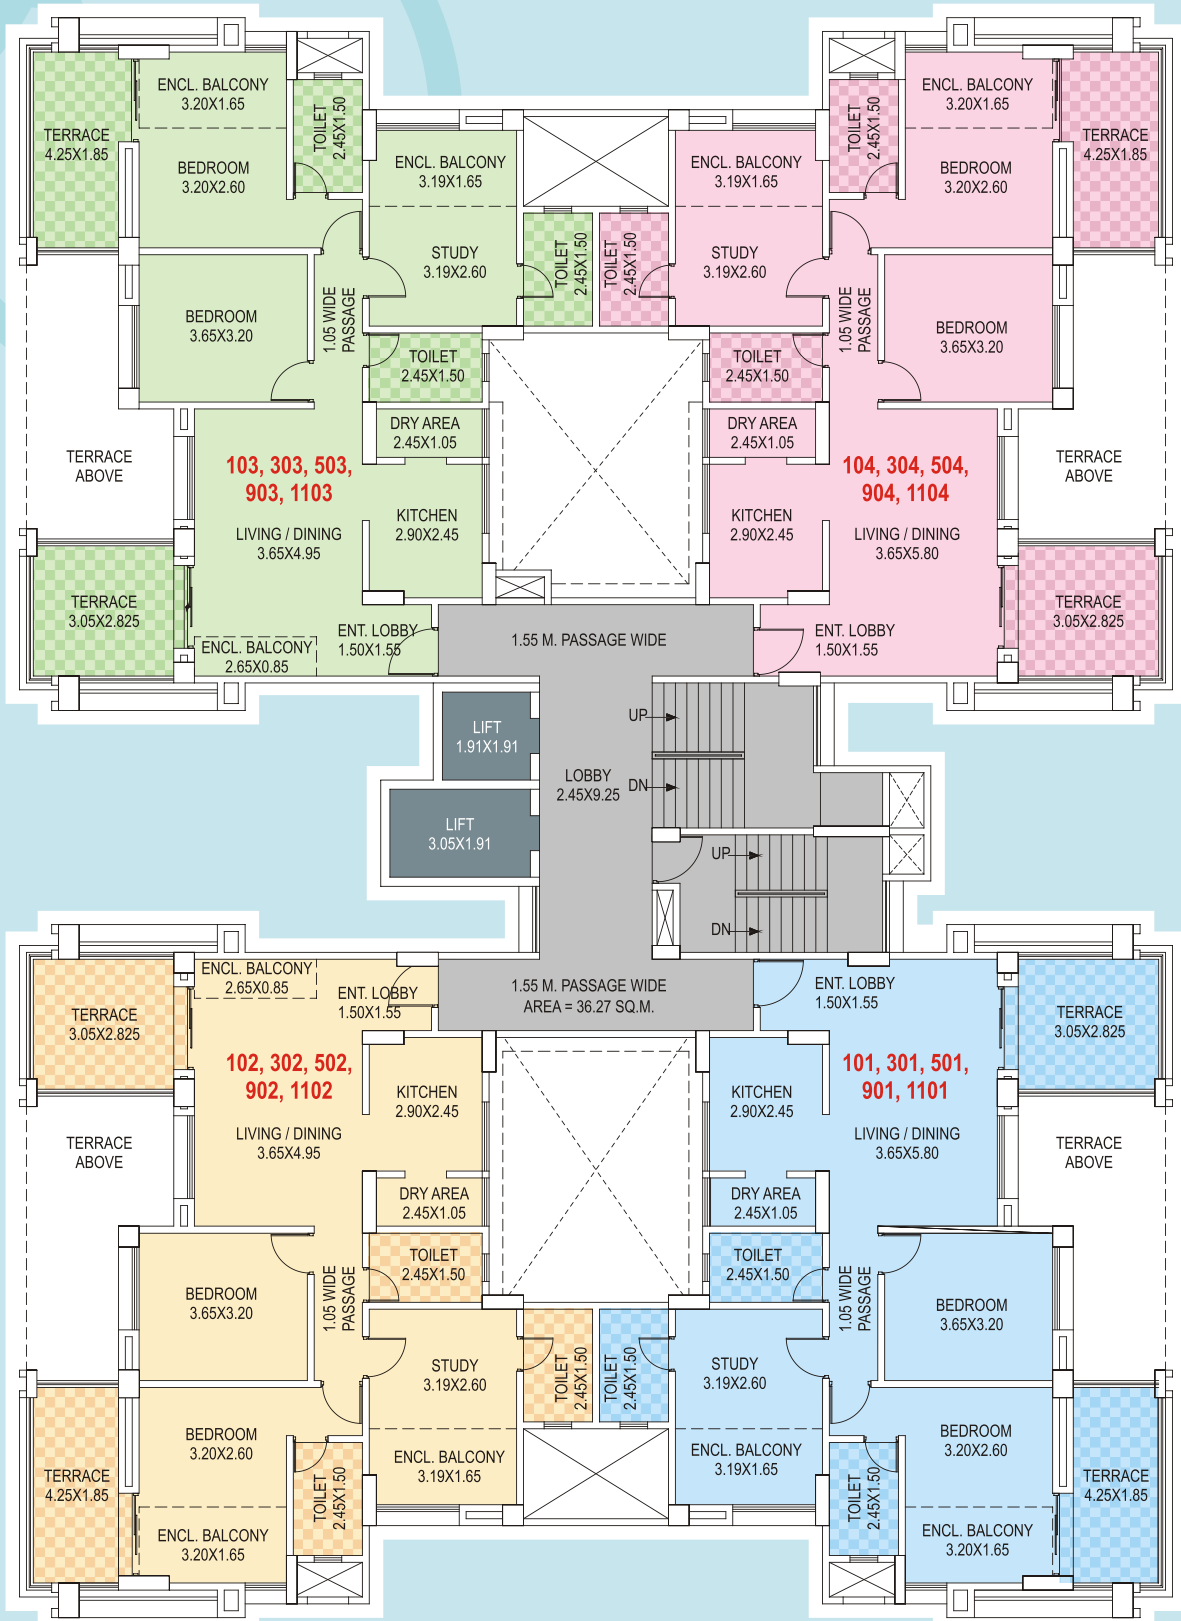 ENCL. BALCONY
3.20X1.65
TERRACE
4.25X1.85
BEDROOM
3.20X2.60
TOILET
2.45X1.50
ENCL. BALCONY
3.19X1.65
STUDY
3.19X2.60
TOILET
2.45X1.50
BEDROOM
3.65X3.20
1.05 WIDE
PASSAGE
TOILET
2.45X1.50
DRY AREA
2.45X1.05
TERRACE
ABOVE
103, 303, 503,
903, 1103
KITCHEN
2.90X2.45
LIVING / DINING
3.65X4.95
TERRACE
3.05X2.825
ENCL. BALCONY
2.65X0.85
ENT. LOBBY
1.50X1.55
ENCL. BALCONY
3.20X1.65
TERRACE
4.25X1.85
TOILET
2.45X1.50
BEDROOM
3.20X2.60
ENCL. BALCONY
3.19X1.65
STUDY
3.19X2.60
TOILET
2.45X1.50
1.05 WIDE
PASSAGE
BEDROOM
3.65X3.20
TOILET
2.45X1.50
DRY AREA
2.45X1.05
104, 304, 504,
904, 1104
TERRACE
ABOVE
KITCHEN
2.90X2.45
LIVING / DINING
3.65X5.80
TERRACE
3.05X2.825
ENT. LOBBY
1.50X1.55
1.55 M. PASSAGE WIDE
LIFT
1.91X1.91
UP
LOBBY
2.45X9.25
DN
LIFT
3.05X1.91
UP
DN
1.55 M. PASSAGE WIDE
AREA = 36.27 SQ.M.
ENCL. BALCONY
2.65X0.85
ENT. LOBBY
1.50X1.55
TERRACE
3.05X2.825
102, 302, 502,
902, 1102
KITCHEN
2.90X2.45
LIVING / DINING
3.65X4.95
TERRACE
ABOVE
DRY AREA
2.45X1.05
TOILET
2.45X1.50
1.05 WIDE
PASSAGE
BEDROOM
3.65X3.20
STUDY
3.19X2.60
TOILET
2.45X1.50
BEDROOM
3.20X2.60
ENCL. BALCONY
3.19X1.65
TERRACE
4.25X1.85
TOILET
2.45X1.50
ENCL. BALCONY
3.20X1.65
ENT. LOBBY
1.50X1.55
TERRACE
3.05X2.825
101, 301, 501,
901, 1101
KITCHEN
2.90X2.45
LIVING / DINING
3.65X5.80
TERRACE
ABOVE
DRY AREA
2.45X1.05
TOILET
2.45X1.50
1.05 WIDE
PASSAGE
BEDROOM
3.65X3.20
TOILET
2.45X1.50
STUDY
3.19X2.60
BEDROOM
3.20X2.60
ENCL. BALCONY
3.19X1.65
TOILET
2.45X1.50
TERRACE
4.25X1.85
ENCL. BALCONY
3.20X1.65